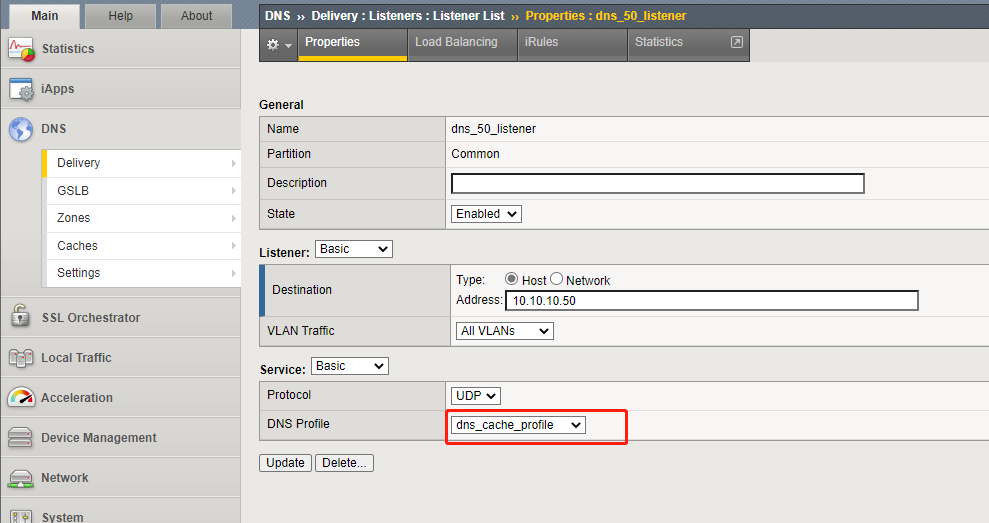 Main
Help
About
DNS ›› Delivery : Listeners : Listener List ›› Properties : dns_50_listener
Properties
Load Balancing
iRules
Statistics
Statistics
iApps
DNS
Delivery
GSLB
Zones
Caches
Settings
SSL Orchestrator
Local Traffic
Acceleration
Device Management
Network
System
General
Name dns_50_listener
Partition Common
Description
State Enabled
Listener: Basic
Destination
Type: Host Network
Address: 10.10.10.50
VLAN Traffic All VLANs
Service: Basic
Protocol UDP
DNS Profile dns_cache_profile
Update Delete...